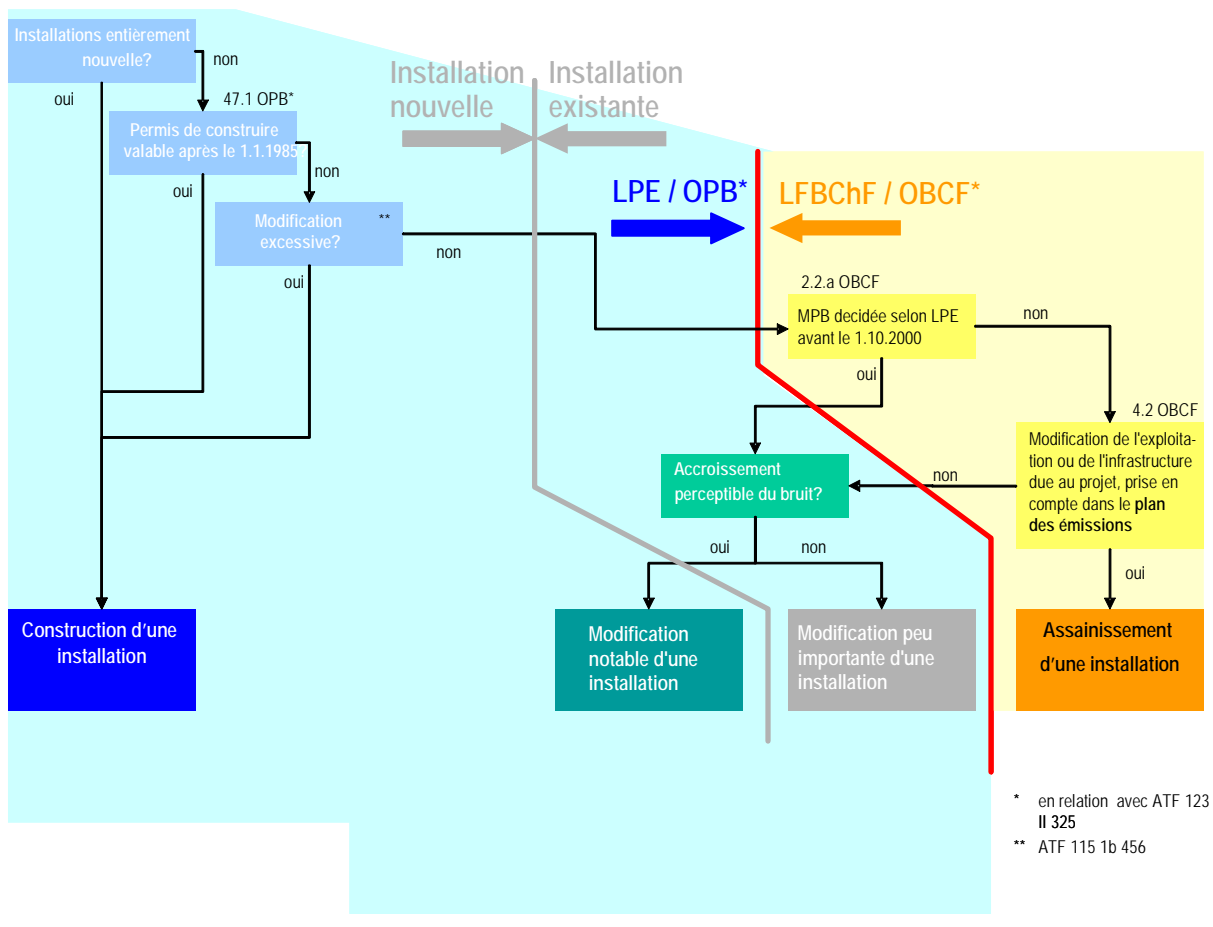 Installations entièrement
nouvelle?
non
oui
47.1 OPB*
Permis de construire
valable après le 1.1.1985?
non
oui
Modification **
excessive?
non
oui
Installation
nouvelle
Installation
existante
LPE / OPB*
LFBChF / OBCF*
2.2.a OBCF
MPB decidée selon LPE
avant le 1.10.2000
non
oui
4.2 OBCF
Modification de l'exploita-
tion ou de l'infrastructure
due au projet, prise en
compte dans le plan
des émissions
non
oui
Accroissement
perceptible du bruit?
oui
non
Construction d’une
installation
Modification
notable d'une
installation
Modification peu
importante d'une
installation
Assainissement
d’une installation
* en relation avec ATF 123
II 325
** ATF 115 1b 456